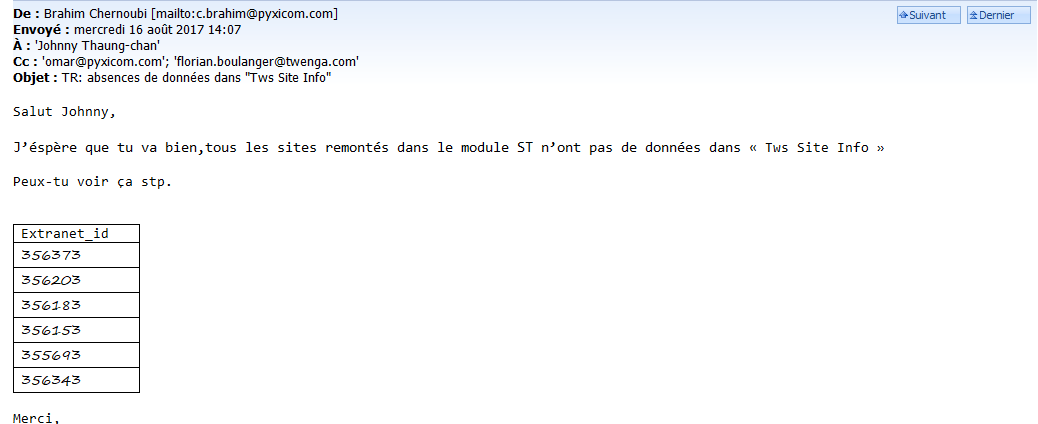 De : Brahim Chernoubi [mailto:c.brahim@pyxicom.com]
Suivant
Dernier
Envoyé : mercredi 16 août 2017 14:07
À : 'Johnny Thaung-chan'
Cc : 'omar@pyxicom.com'; 'florian.boulanger@twenga.com'
Objet : TR: absences de données dans "Tws Site Info"
Salut Johnny,
J’éspère que tu va bien,tous les sites remontés dans le module ST n’ont pas de données dans « Tws Site Info »
Peux-tu voir ça stp.
Extranet_id
356373
356203
356183
356153
355693
356343
Merci,